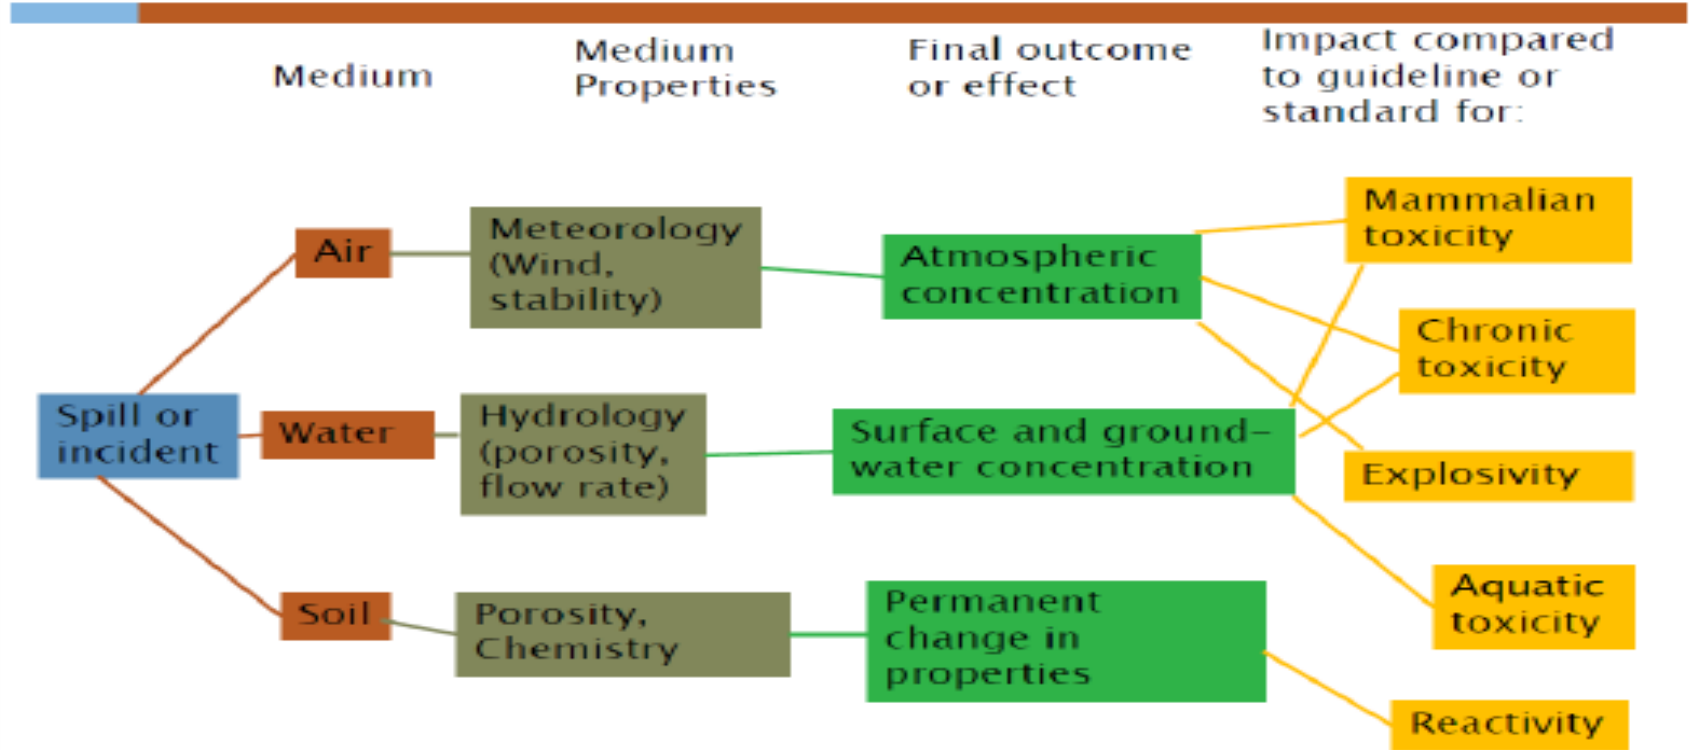 Medium
Medium
Properties
Final outcome
or effect
Impact compared
to guideline or
standard for:
Air
Meteorology
(Wind,
stability)
Atmospheric
concentration
Mammalian
toxicity
Chronic
toxicity
Spill or
incident
Water
Hydrology
(porosity,
flow rate)
Surface and ground-
water concentration
Explosivity
Aquatic
toxicity
Soil
Porosity,
Chemistry
Permanent
change in
properties
Reactivity